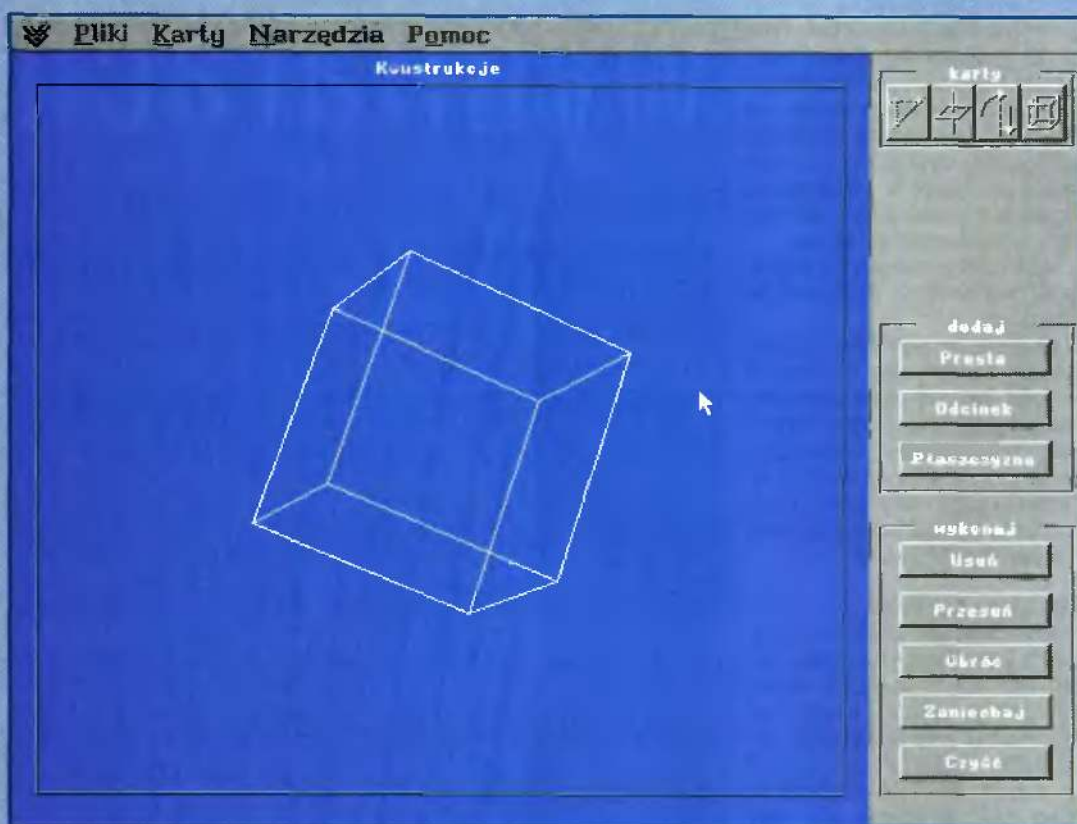 Pliki Karty Narzędzia Pomoc
Konstrukcje
karty
dodaj
Prosta
Odcinek
Płaszczyzna
wykonaj
Usuń
Przesuń
Obróć
Zaniechaj
Czyść